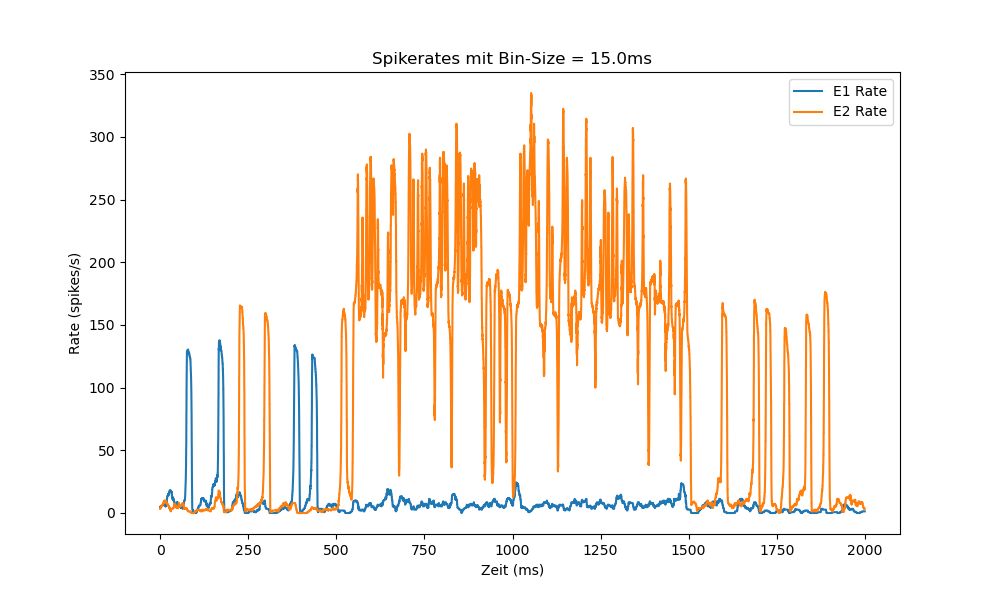 Spikerates mit Bin-Size = 15.0ms
350
300
250
200
150
100
50
0
Rate (spikes/s)
E1 Rate
E2 Rate
0 250 500 750 1000 1250 1500 1750 2000
Zeit (ms)